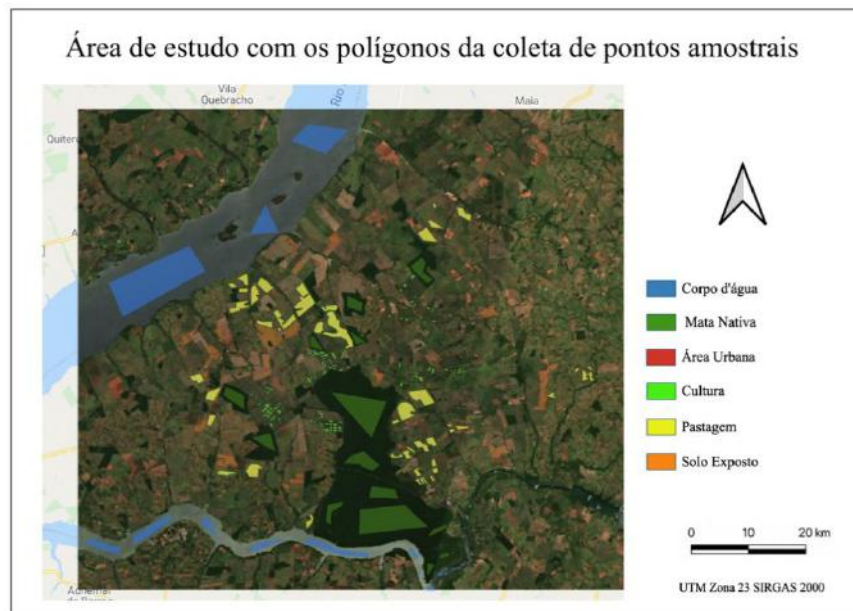 Área de estudo com os polígonos da coleta de pontos amostrais
Vila
Quebracho
Rio
Maia
Corpo d'água
Mata Nativa
Área Urbana
Cultura
Pastagem
Solo Exposto
0 10 20 km
UTM Zona 23 SIRGAS 2000